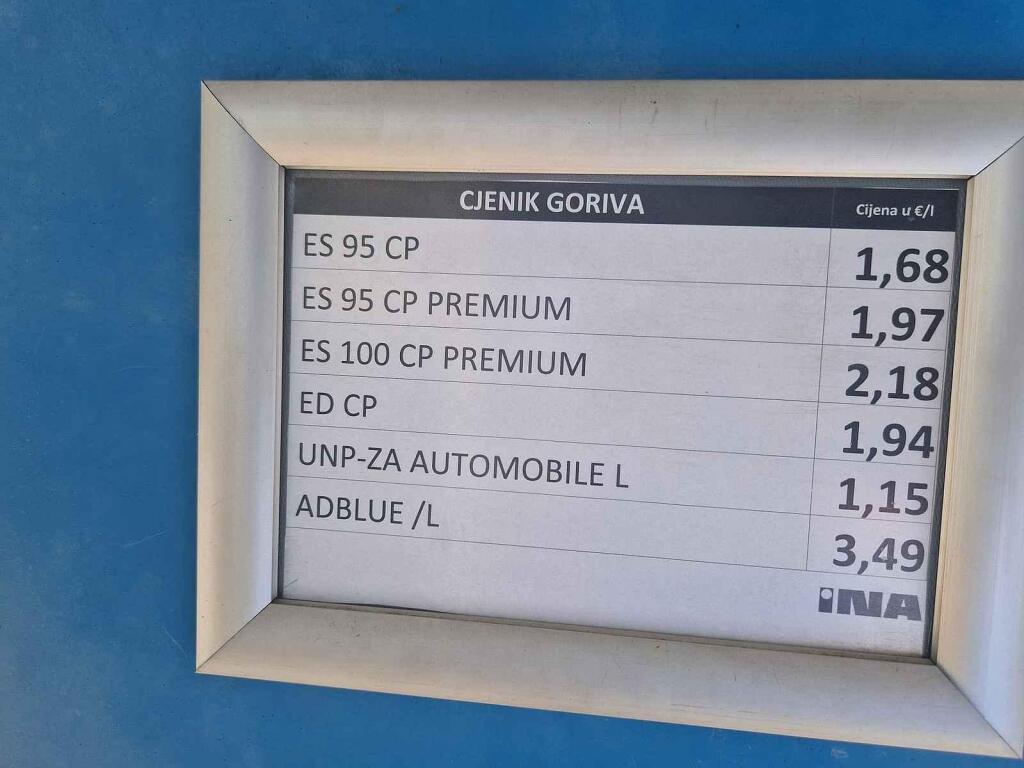 CJENIK GORIVA Cijena u €/l
ES 95 CP 1,68
ES 95 CP PREMIUM 1,97
ES 100 CP PREMIUM 2,18
ED CP 1,94
UNP-ZA AUTOMOBILE L 1,15
ADBLUE /L 3,49
INA